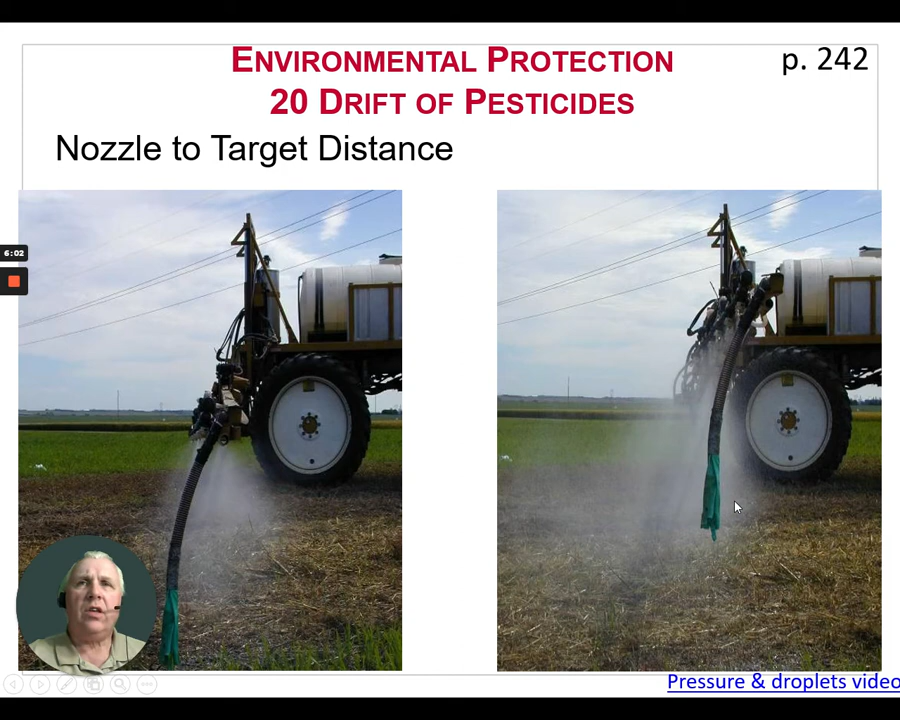 ENVIRONMENTAL PROTECTION
p. 242
20 DRIFT OF PESTICIDES
Nozzle to Target Distance
6:02
Pressure & droplets video